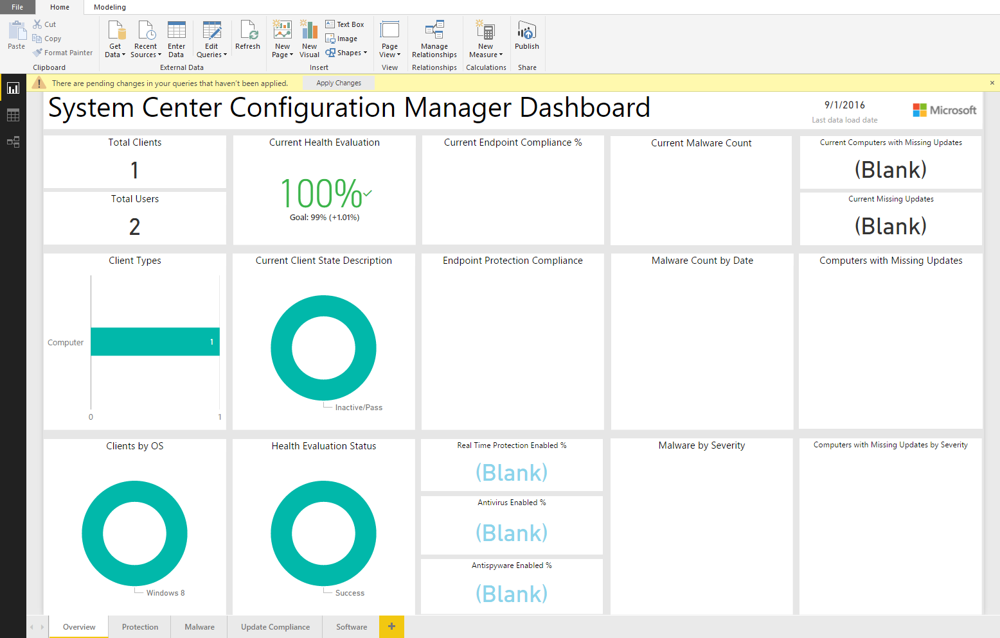 File Home Modeling
Paste
Cut
Copy
Format Painter
Clipboard
Get Data
Recent Sources
Enter Data
Edit Queries
Refresh
External Data
New Page
New Visual
Text Box
Image
Shapes
Insert
Page View
View
Manage Relationships
Relationships
New Measure
Calculations
Publish
Share
There are pending changes in your queries that haven't been applied. Apply Changes
System Center Configuration Manager Dashboard
9/1/2016
Last data load date
Microsoft
Total Clients
1
Total Users
2
Current Health Evaluation
100%
Goal: 99% (+1.01%)
Current Endpoint Compliance %
Current Malware Count
Current Computers with Missing Updates
(Blank)
Current Missing Updates
(Blank)
Client Types
Computer
1
0 1
Current Client State Description
Inactive/Pass
Endpoint Protection Compliance
Malware Count by Date
Computers with Missing Updates
Clients by OS
Windows 8
Health Evaluation Status
Success
Real Time Protection Enabled %
(Blank)
Antivirus Enabled %
(Blank)
Antispyware Enabled %
(Blank)
Malware by Severity
Computers with Missing Updates by Severity
Overview Protection Malware Update Compliance Software